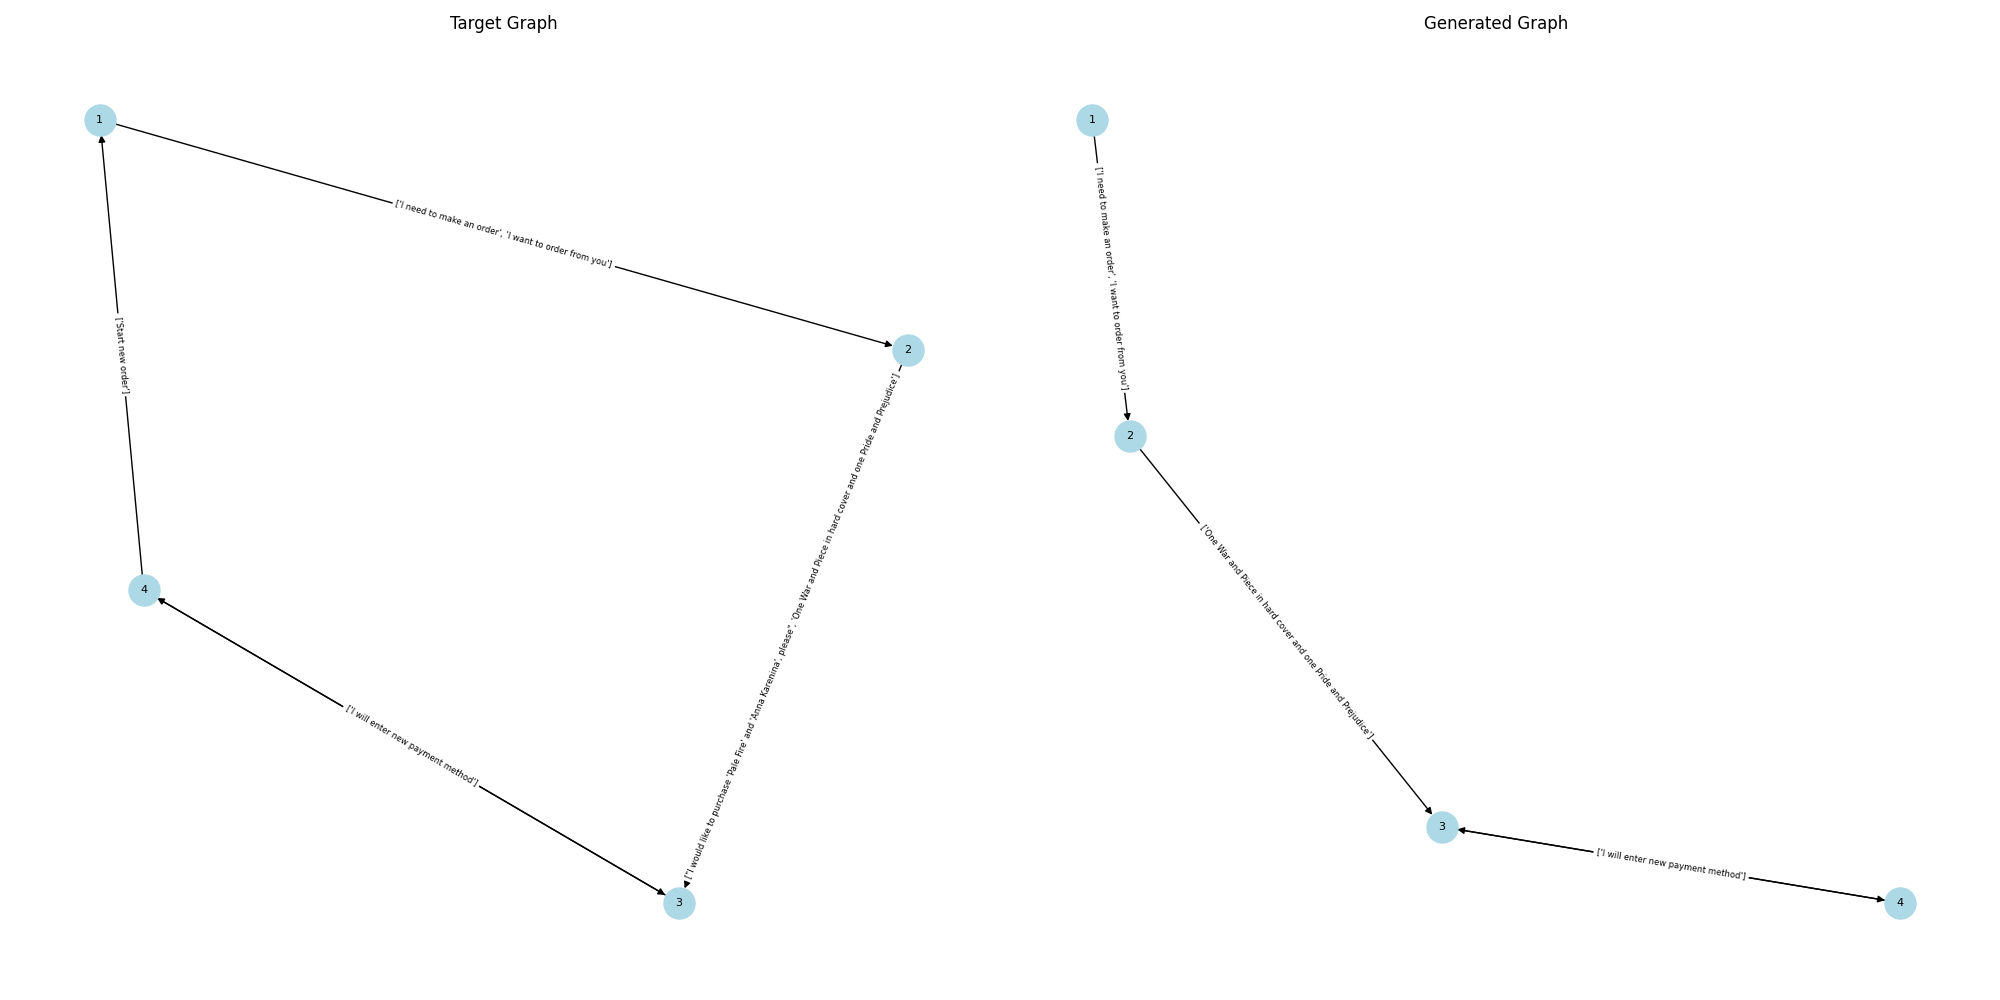 Target Graph
Generated Graph
1
['I need to make an order', 'I want to order from you']
2
['Start new order']
["I would like to purchase 'Pale Fire' and 'Anna Karenina', please", 'One War and Piece in hard cover and one Pride and Prejudice']
4
['I will enter new payment method']
3
1
['I need to make an order', 'I want to order from you']
2
['One War and Piece in hard cover and one Pride and Prejudice']
3
['I will enter new payment method']
4